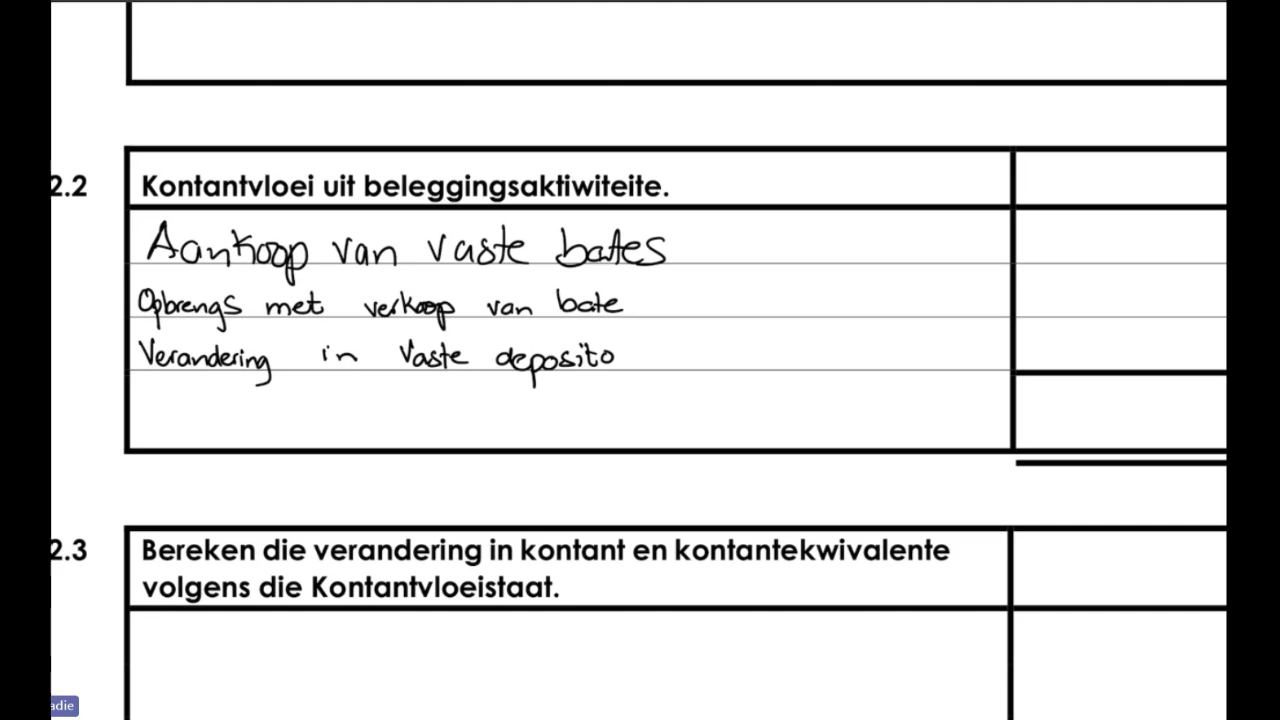 2.2 Kontantvloei uit beleggingsaktiwiteite.
Aankoop van vaste bates
Opbrengs met verkoop van bate
Verandering in Vaste deposito
2.3 Bereken die verandering in kontant en kontantekwivalente
volgens die Kontantvloeistaat.
adie